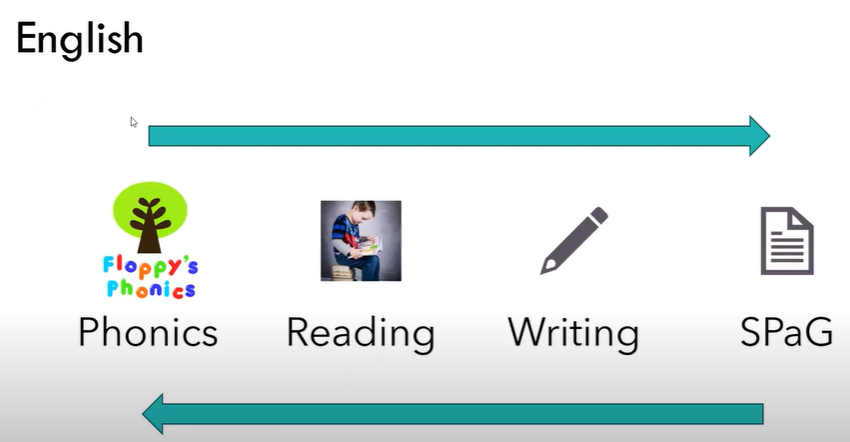 English
Floppy's
Phonics
Phonics Reading Writing SPaG